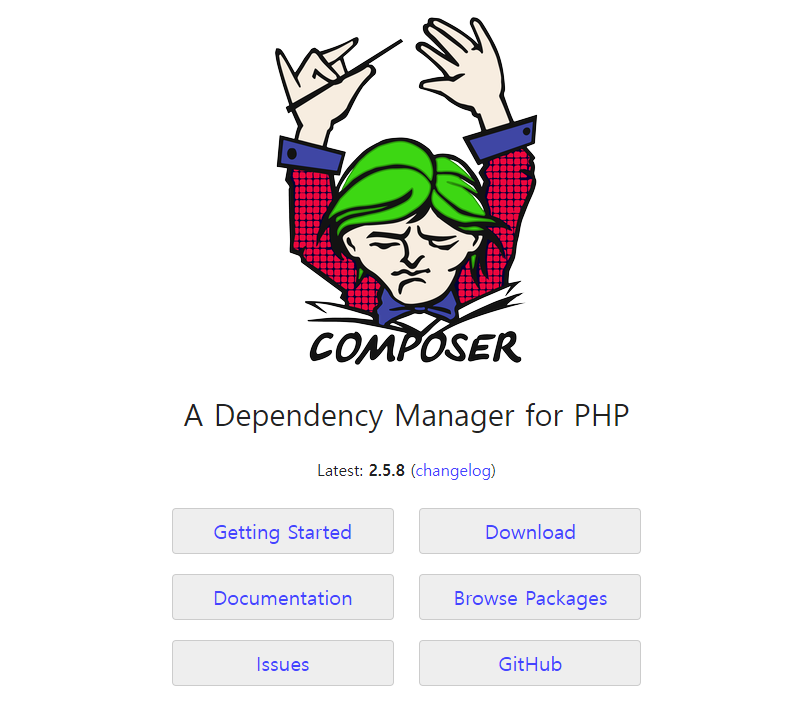 COMPOSER
A Dependency Manager for PHP
Latest: 2.5.8 (changelog)
Getting Started
Download
Documentation
Browse Packages
Issues
GitHub